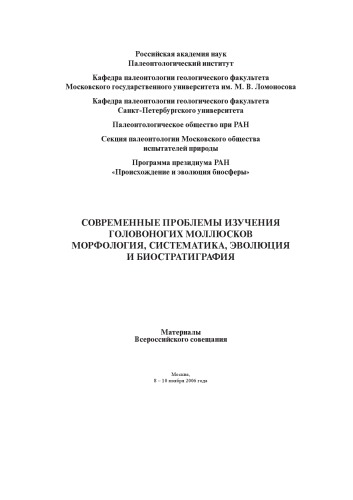 Российская академия наук
Палеонтологический институт
Кафедра палеонтологии геологического факультета
Московского государственного университета им. М. В. Ломоносова
Кафедра палеонтологии геологического факультета
Санкт-Петербургского университета
Палеонтологическое общество при РАН
Секция палеонтологии Московского общества
испытателей природы
Программа президиума РАН
«Происхождение и эволюция биосферы»
СОВРЕМЕННЫЕ ПРОБЛЕМЫ ИЗУЧЕНИЯ
ГОЛОВОНОГИХ МОЛЛЮСКОВ
МОРФОЛОГИЯ, СИСТЕМАТИКА, ЭВОЛЮЦИЯ
И БИОСТРАТИГРАФИЯ
Материалы
Всероссийского совещания
Москва,
8 – 10 ноября 2006 года